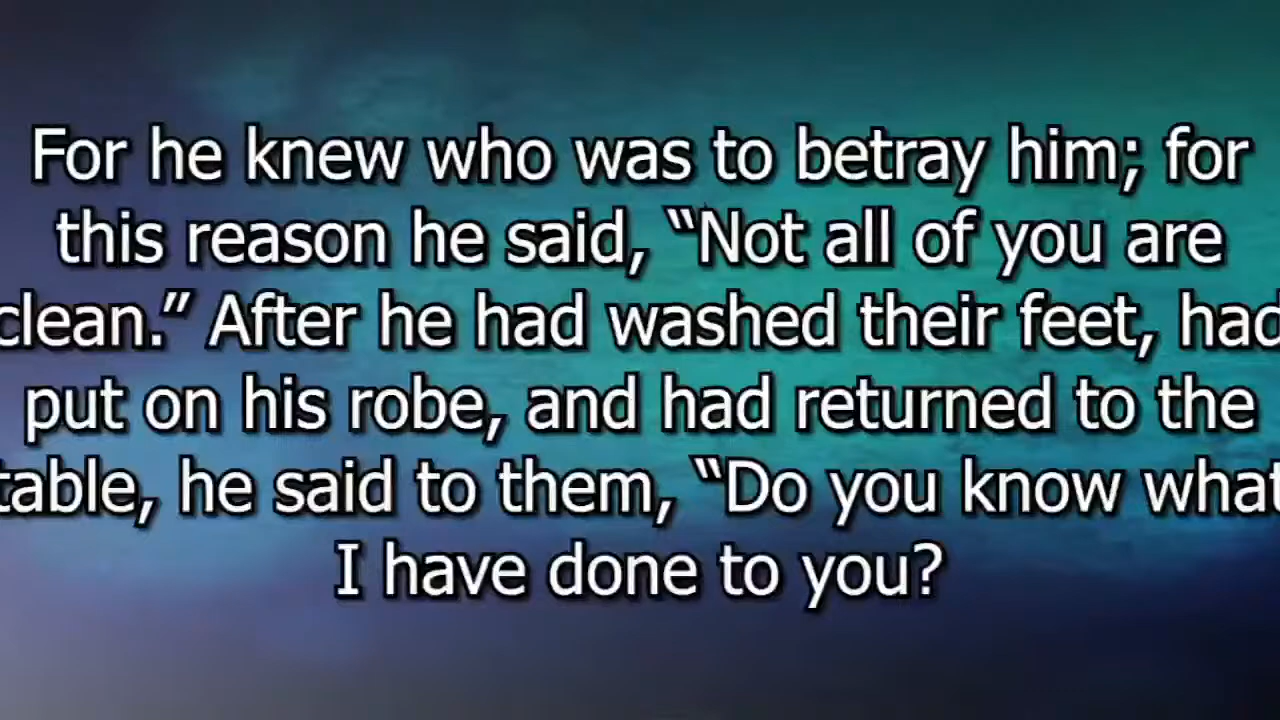 For he knew who was to betray him; for
this reason he said, “Not all of you are
clean.” After he had washed their feet, had
put on his robe, and had returned to the
table, he said to them, “Do you know what
I have done to you?